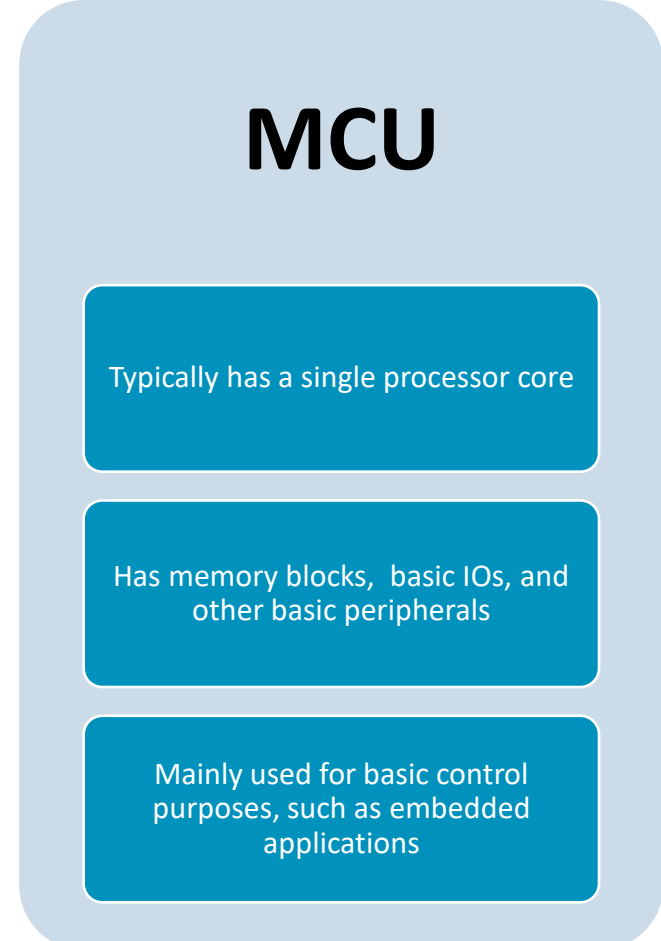 MCU
Typically has a single processor core
Has memory blocks,  basic IOs, and
other basic peripherals
Mainly used for basic control
purposes, such as embedded
applications